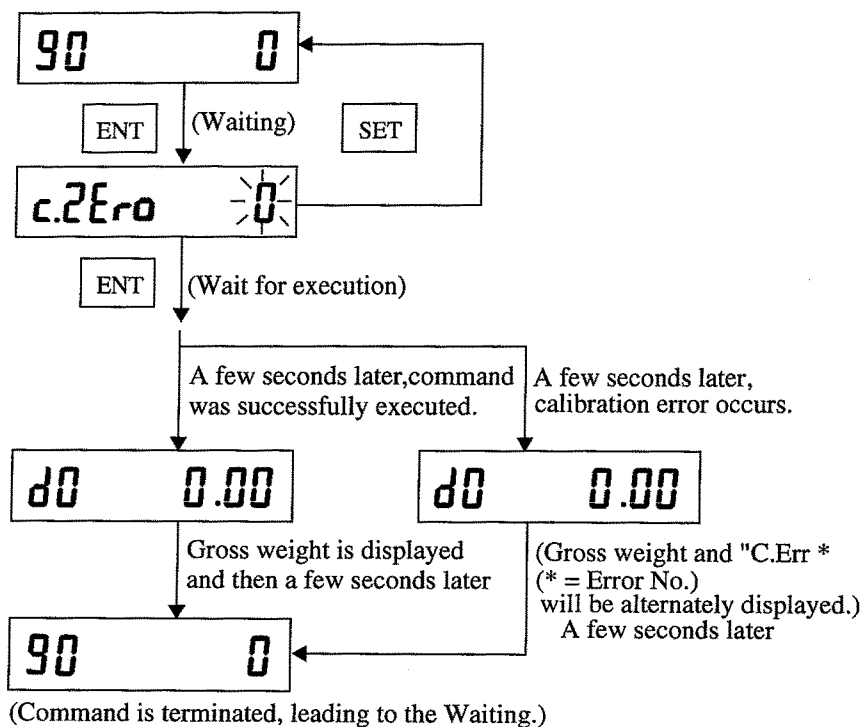 90 0
ENT
(Waiting)
SET
c.ZEro 0
ENT
(Wait for execution)
A few seconds later,command
was successfully executed.
A few seconds later,
calibration error occurs.
d0 0.00
d0 0.00
Gross weight is displayed
and then a few seconds later
(Gross weight and "C.Err *
(* = Error No.)
will be alternately displayed.)
A few seconds later
90 0
(Command is terminated, leading to the Waiting.)